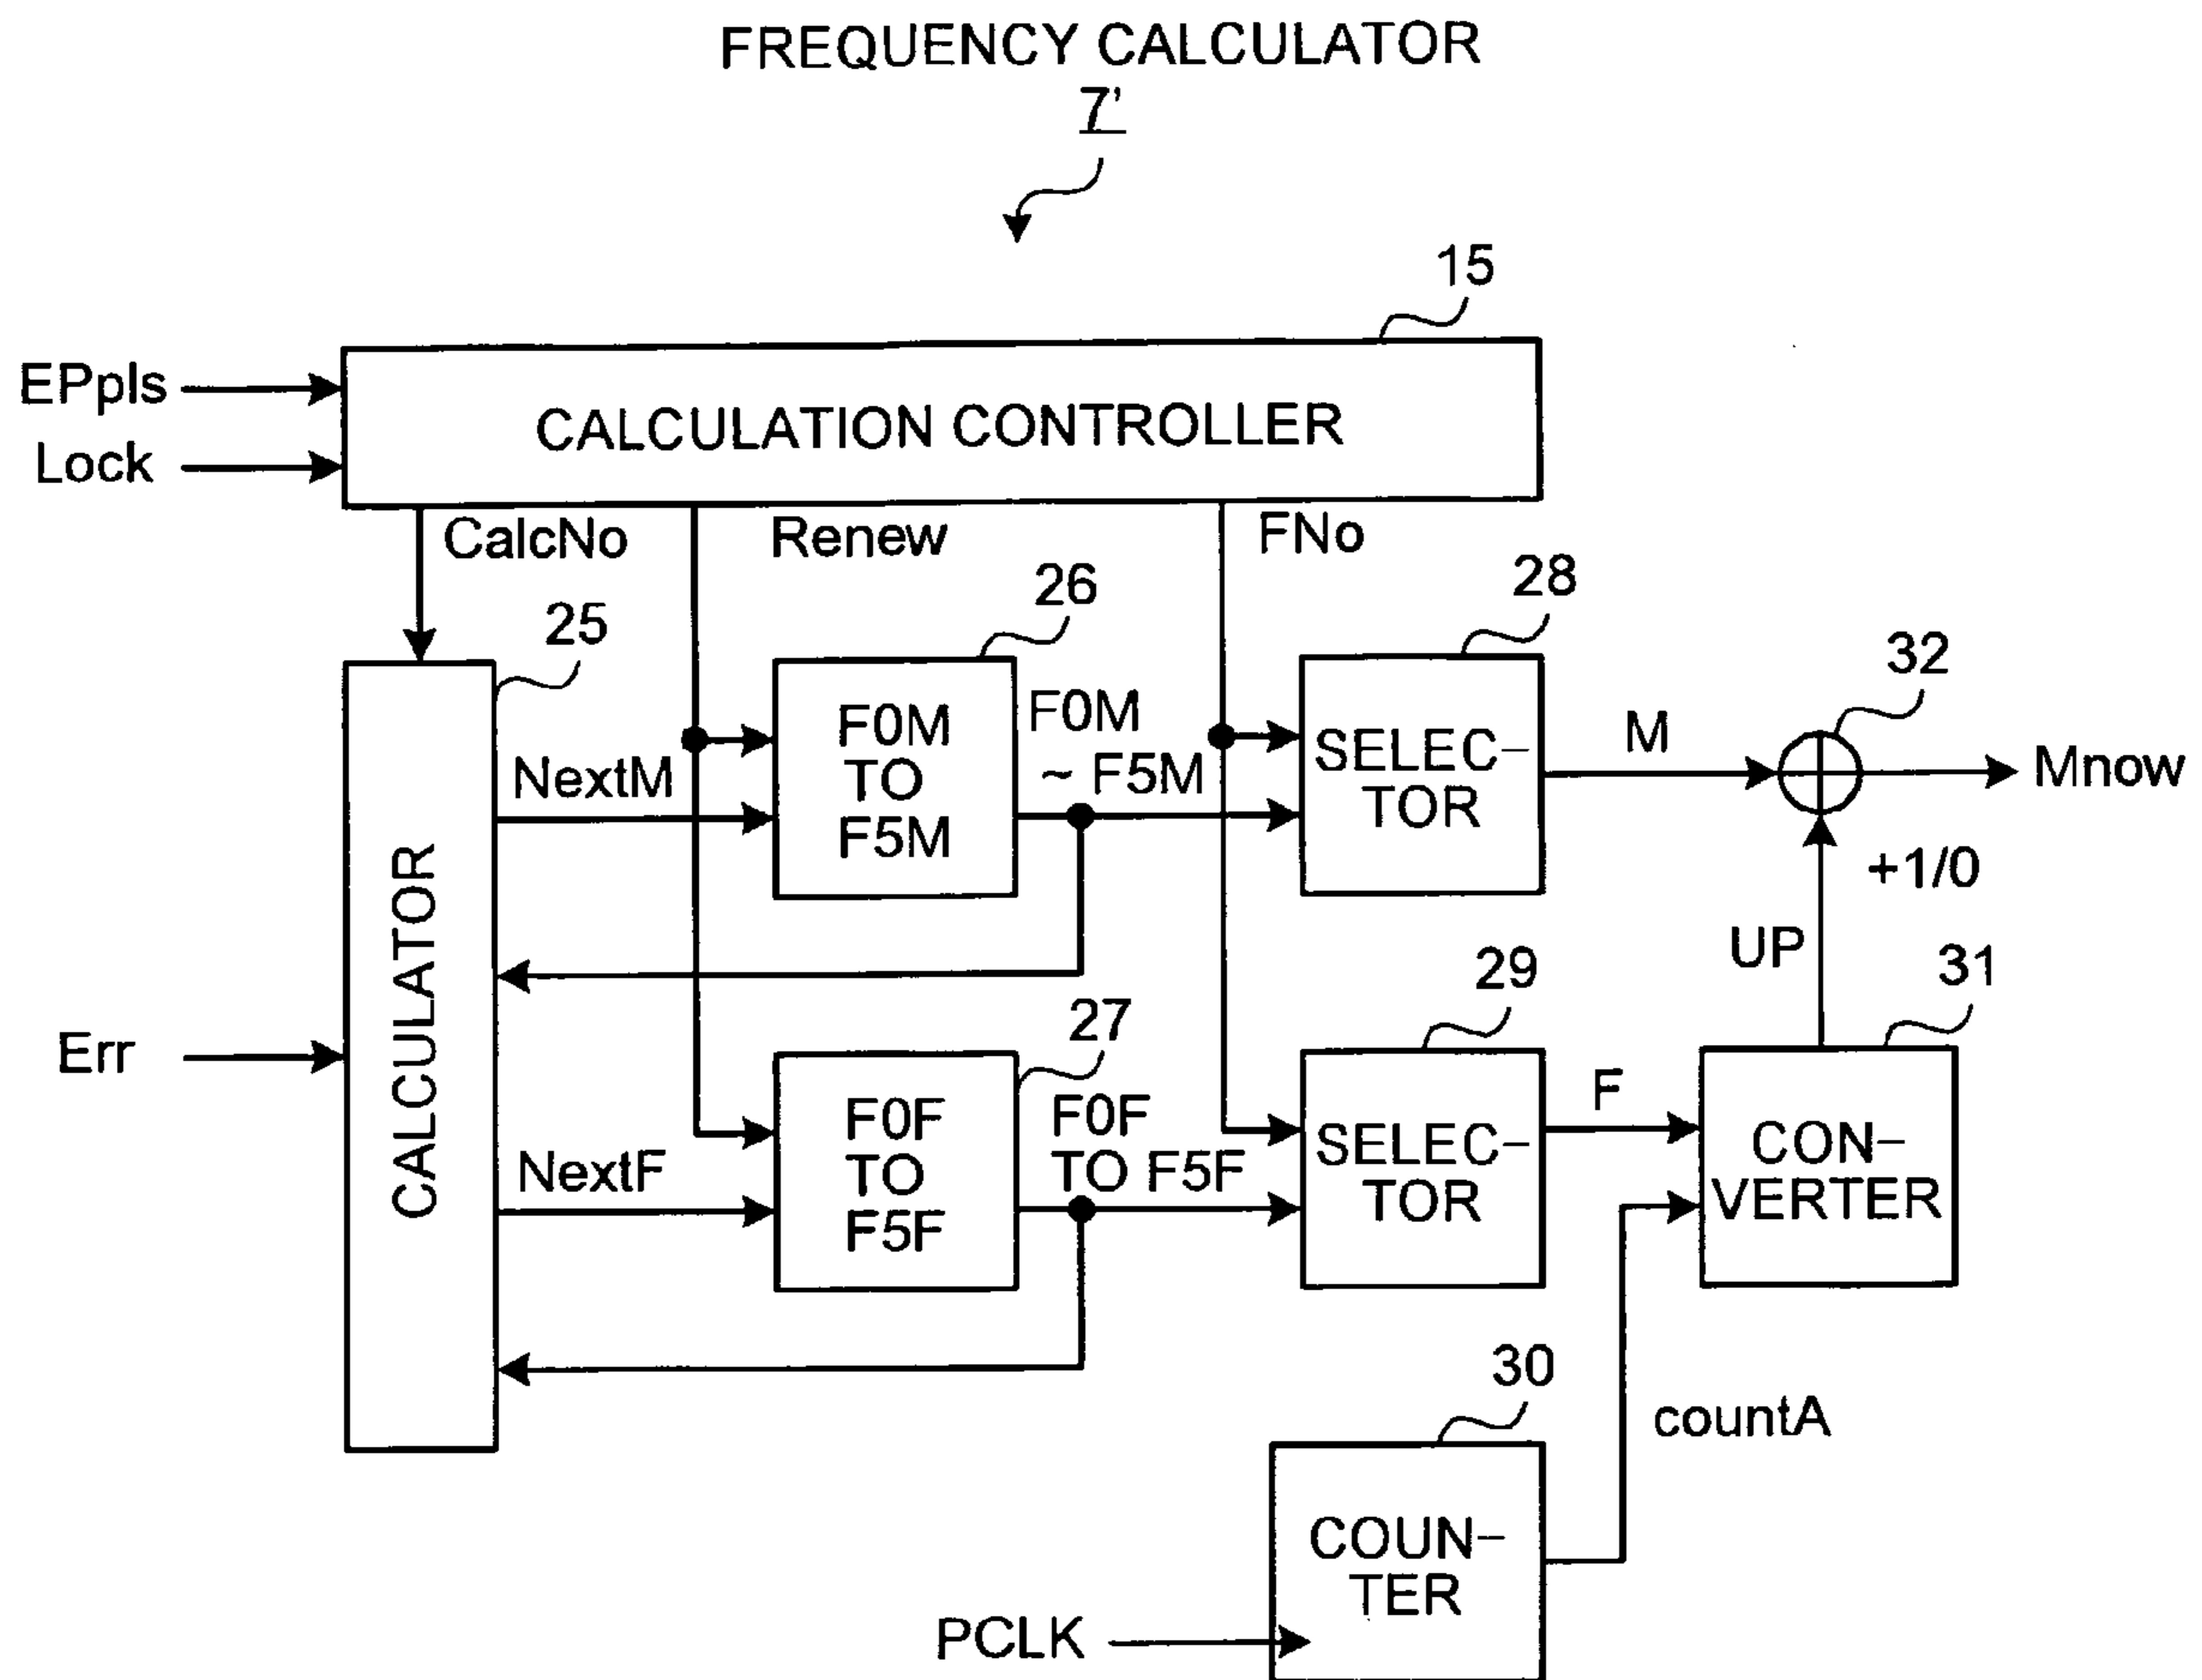 FREQUENCY CALCULATOR
7'
15
EPpls
Lock
CALCULATION CONTROLLER
CalcNo
Renew
FNo
25
26
28
32
F0M
TO
F5M
F0M
~ F5M
SELEC-
TOR
M
Mnow
NextM
+1/0
UP
CALCULATOR
Err
27
29
31
F0F
TO
F5F
F0F
TO F5F
SELEC-
TOR
F
CON-
VERTER
NextF
30
countA
COUN-
TER
PCLK